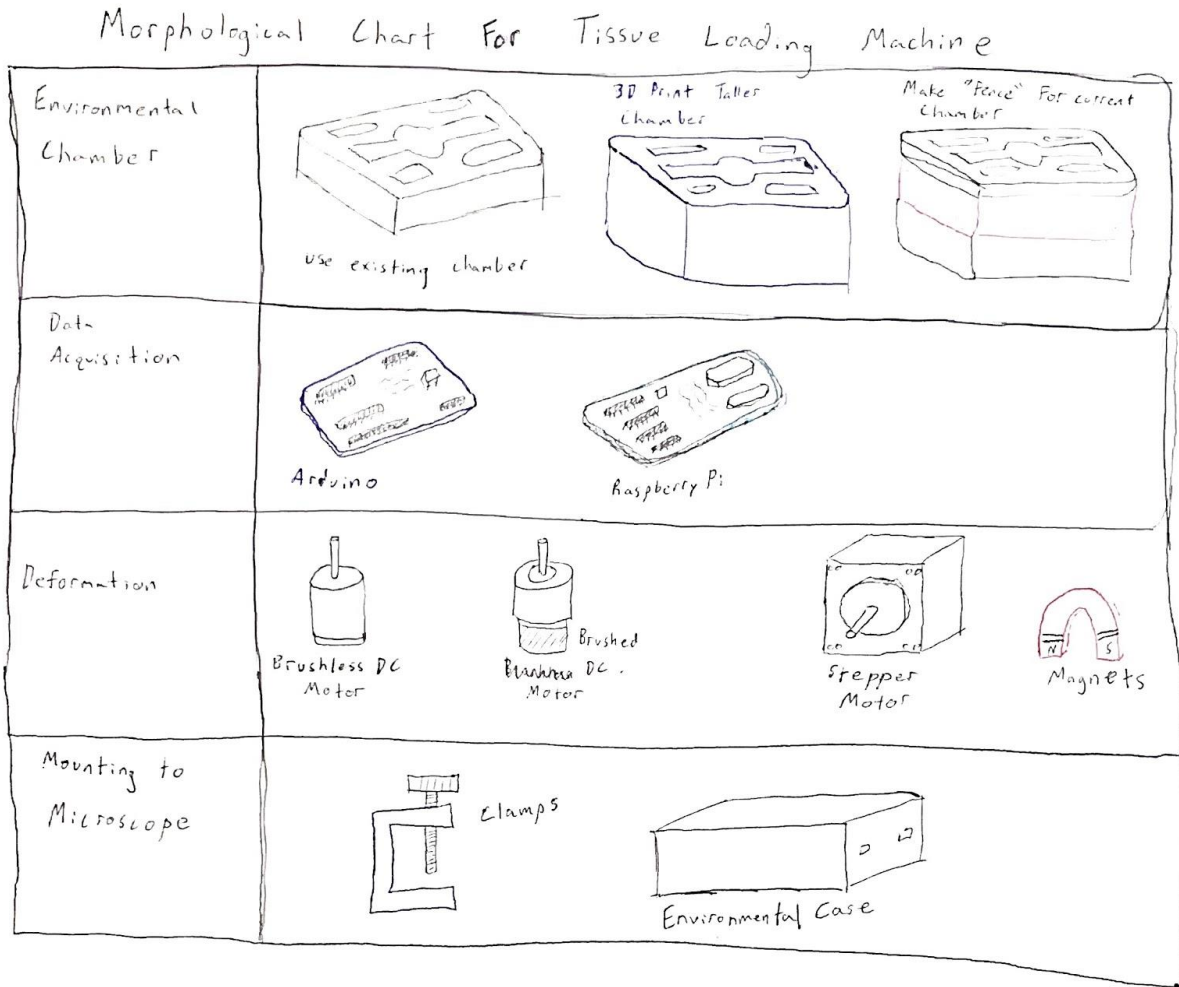 Morphological Chart For Tissue Loading Machine
Environmental
Chamber
use existing chamber
3D Print Taller
Chamber
Make "Fence" For current
Chamber
Data
Acquisition
Arduino
Raspberry Pi
Deformation
Brushless DC
Motor
Brushed
DC.
Motor
Stepper
Motor
N S
Magnets
Mounting to
Microscope
Clamps
Environmental Case